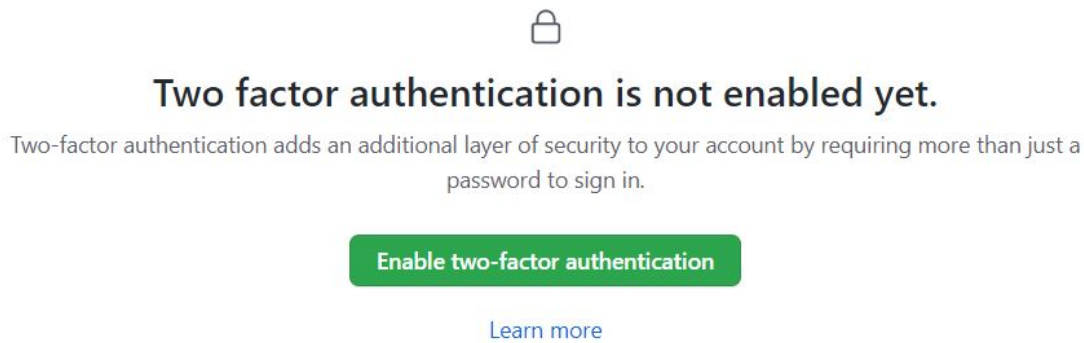 Two factor authentication is not enabled yet.
Two-factor authentication adds an additional layer of security to your account by requiring more than just a
password to sign in.
Enable two-factor authentication
Learn more